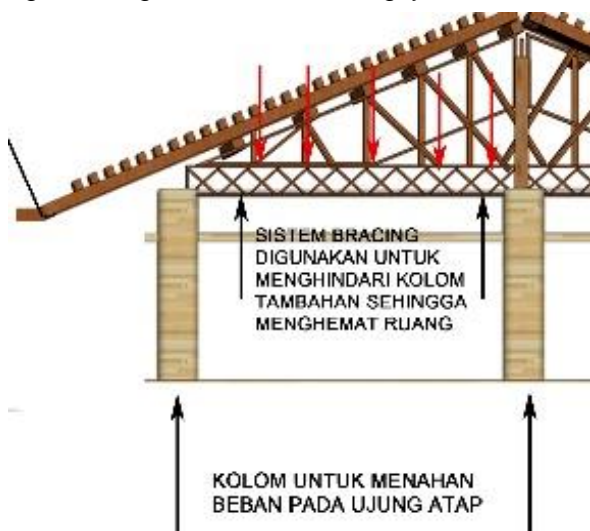 SISTEM BRACING
DIGUNAKAN UNTUK
MENGHINDARI KOLOM
TAMBAHAN SEHINGGA
MENGHEMAT RUANG
KOLOM UNTUK MENAHAN
BEBAN PADA UJUNG ATAP